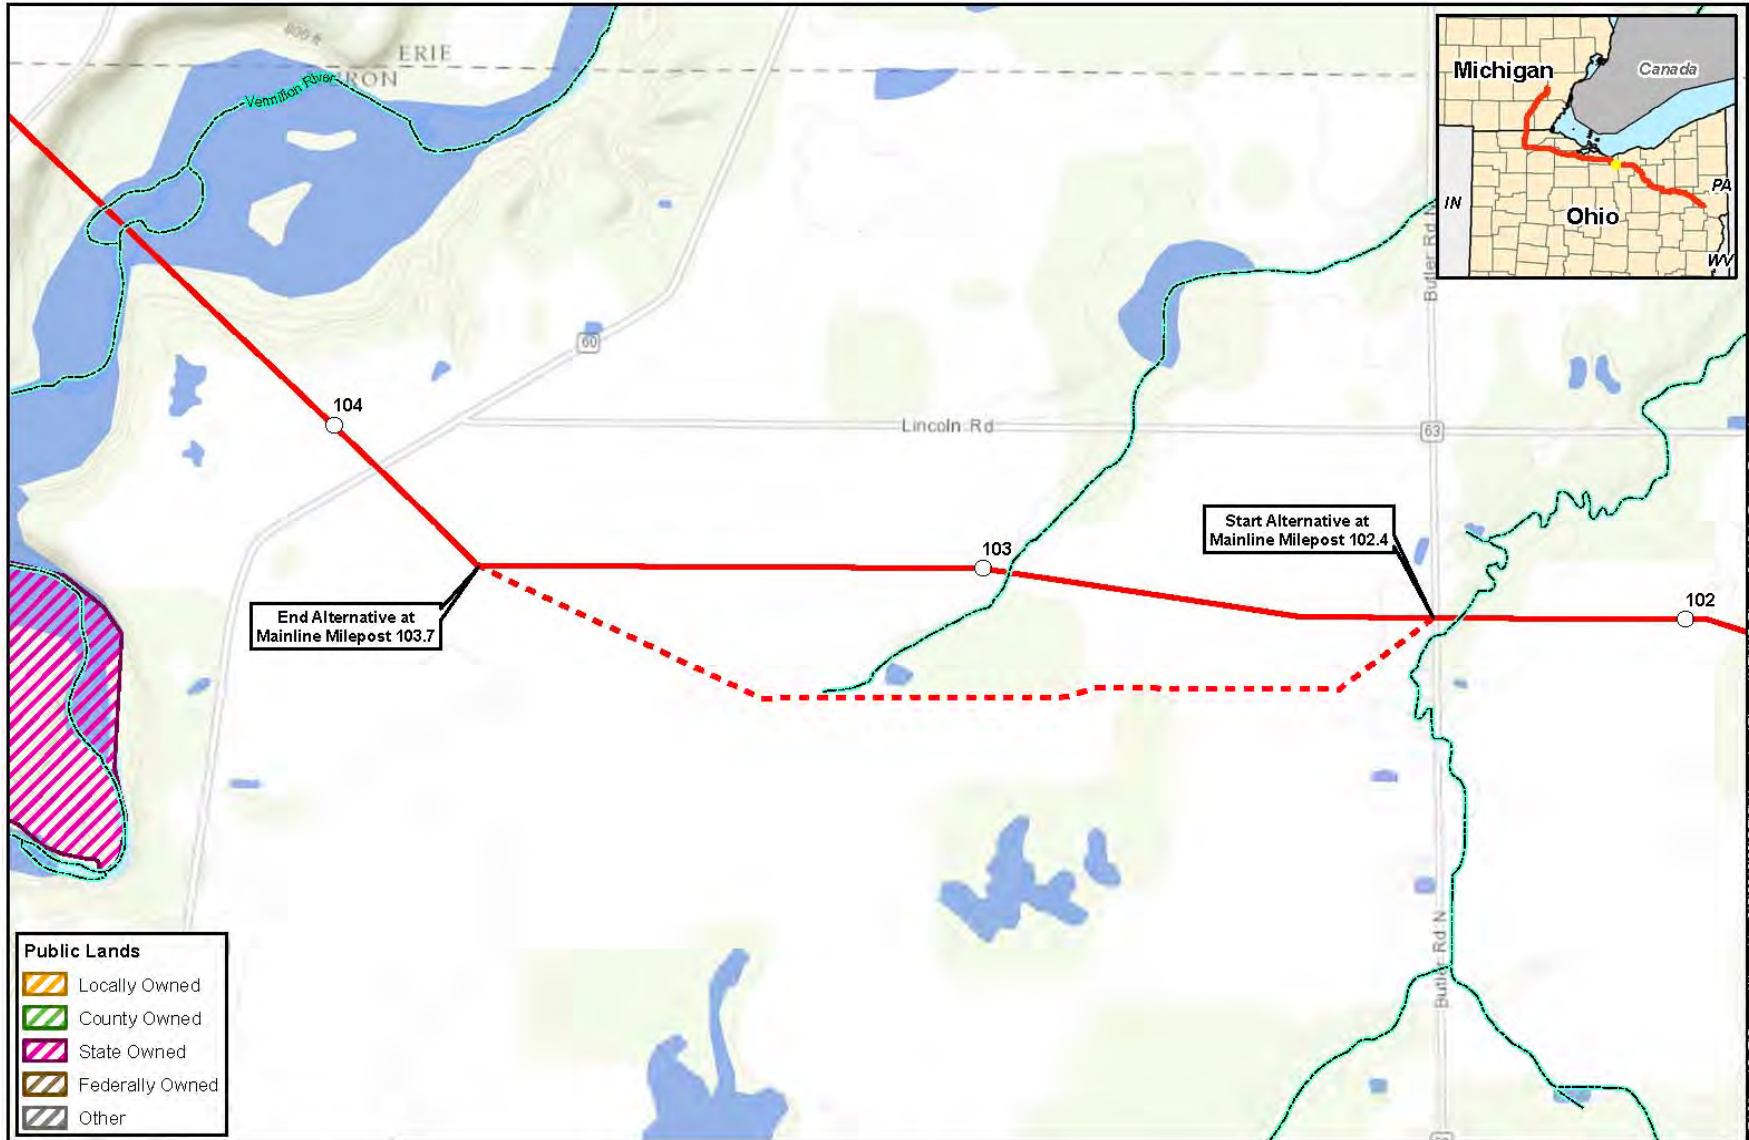 800 ft
ERIE
Vermilion River
Michigan
Canada
IN
PA
Ohio
WV
Butler Rd N
60
104
Lincoln Rd
63
Start Alternative at
Mainline Milepost 102.4
103
102
End Alternative at
Mainline Milepost 103.7
Butler Rd N
Public Lands
Locally Owned
County Owned
State Owned
Federally Owned
Other